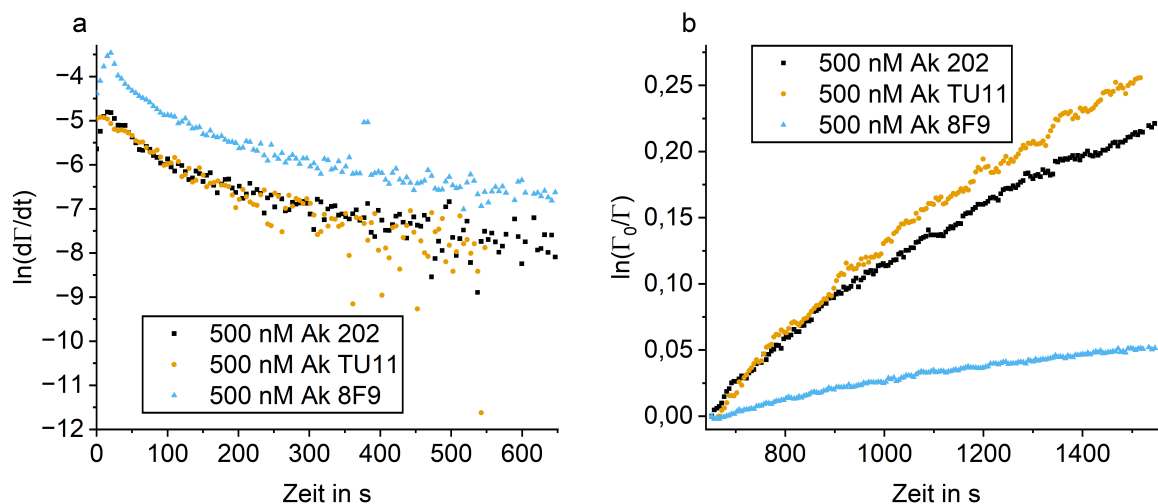 a
ln(dΓ/dt)
−4
−5
−6
−7
−8
−9
−10
−11
−12
500 nM Ak 202
500 nM Ak TU11
500 nM Ak 8F9
0 100 200 300 400 500 600
Zeit in s
b
ln(Γ₀/Γ)
0,25
0,20
0,15
0,10
0,05
0,00
500 nM Ak 202
500 nM Ak TU11
500 nM Ak 8F9
800 1000 1200 1400
Zeit in s